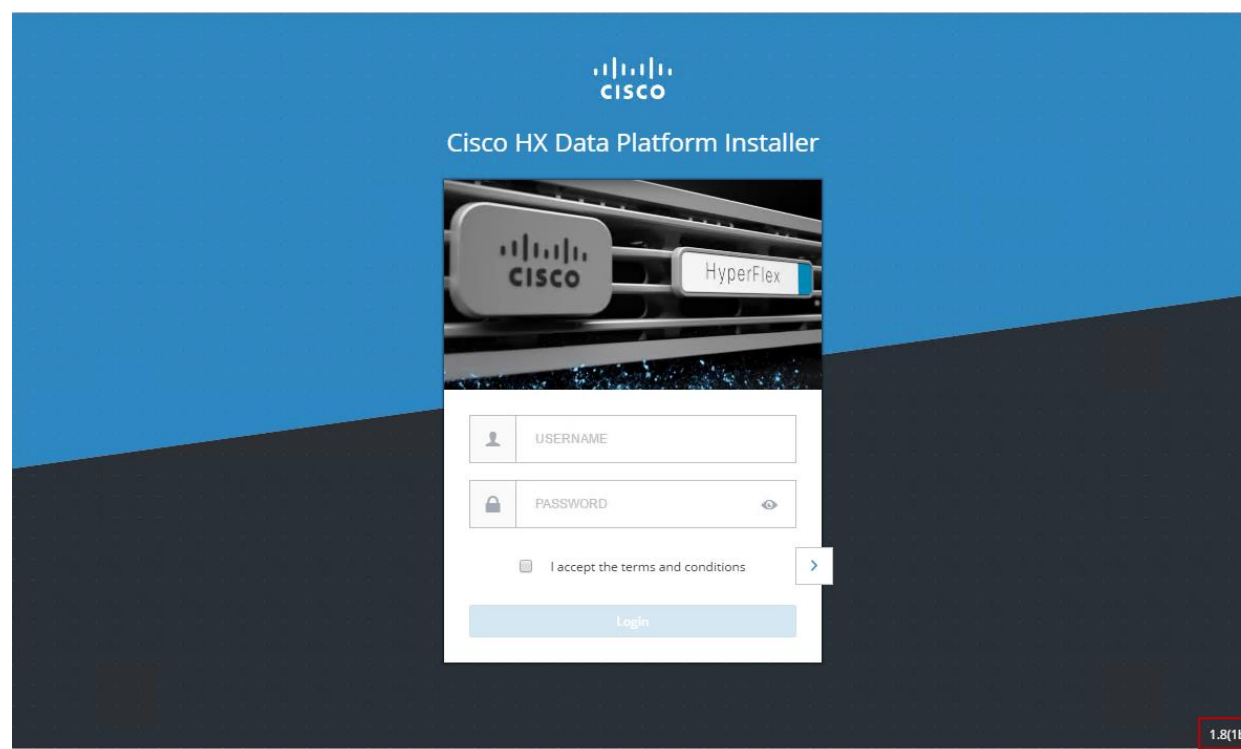 CISCO
Cisco HX Data Platform Installer
CISCO
HyperFlex
USERNAME
PASSWORD
I accept the terms and conditions
Login